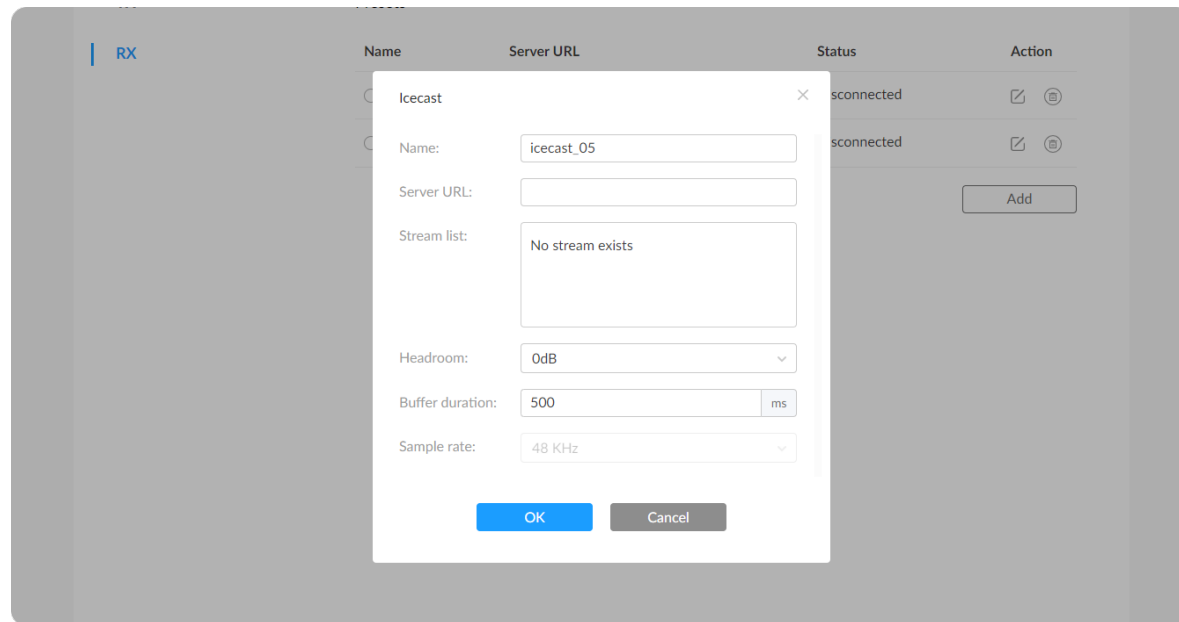 RX
Name Server URL Status Action
Icecast
sconnected
Name: icecast_05
sconnected
Server URL:
Add
Stream list: No stream exists
Headroom: 0dB
Buffer duration: 500 ms
Sample rate: 48 KHz
OK Cancel